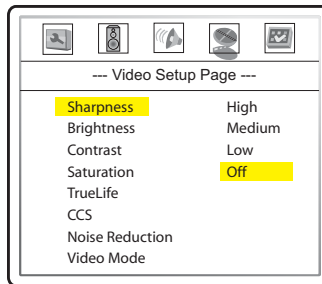 --- Video Setup Page ---
Sharpness High
Brightness Medium
Contrast Low
Saturation Off
TrueLife
CCS
Noise Reduction
Video Mode